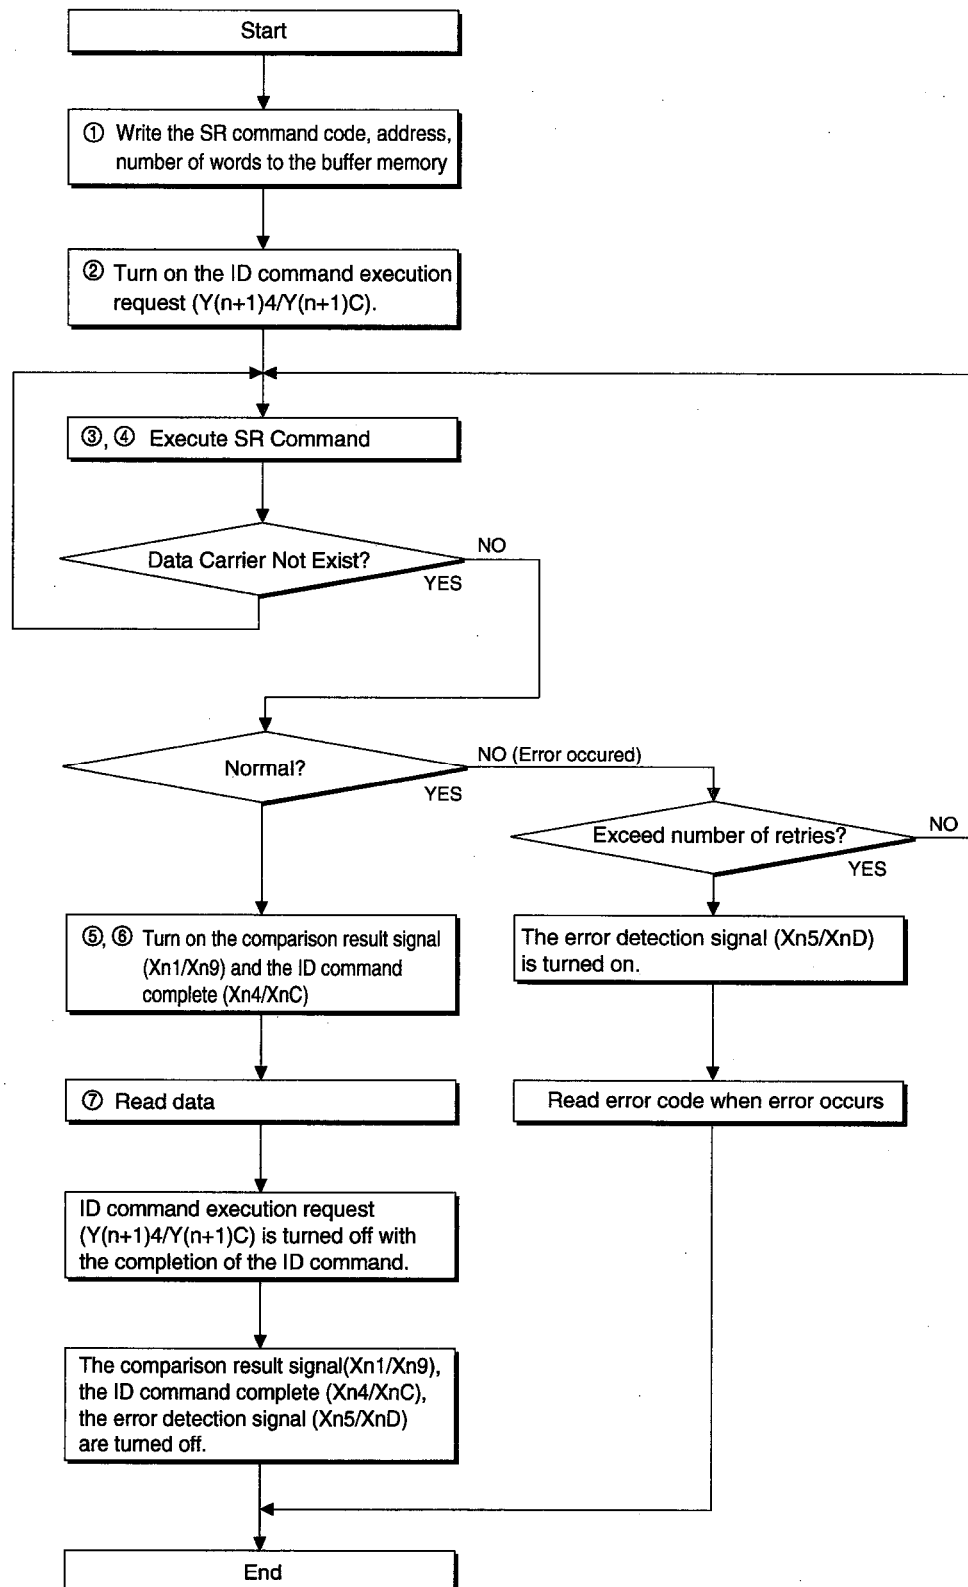 Start
① Write the SR command code, address,
number of words to the buffer memory
② Turn on the ID command execution
request (Y(n+1)4/Y(n+1)C).
③, ④ Execute SR Command
Data Carrier Not Exist?
NO
YES
Normal?
NO (Error occured)
YES
Exceed number of retries?
NO
YES
⑤, ⑥ Turn on the comparison result signal
(Xn1/Xn9) and the ID command
complete (Xn4/XnC)
The error detection signal (Xn5/XnD)
is turned on.
⑦ Read data
Read error code when error occurs
ID command execution request
(Y(n+1)4/Y(n+1)C) is turned off with
the completion of the ID command.
The comparison result signal(Xn1/Xn9),
the ID command complete (Xn4/XnC),
the error detection signal (Xn5/XnD)
are turned off.
End